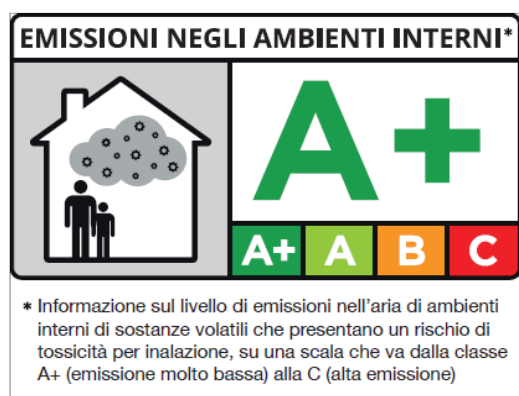 EMISSIONI NEGLI AMBIENTI INTERNI*
A+
A+ A B C
* Informazione sul livello di emissioni nell'aria di ambienti
interni di sostanze volatili che presentano un rischio di
tossicità per inalazione, su una scala che va dalla classe
A+ (emissione molto bassa) alla C (alta emissione)